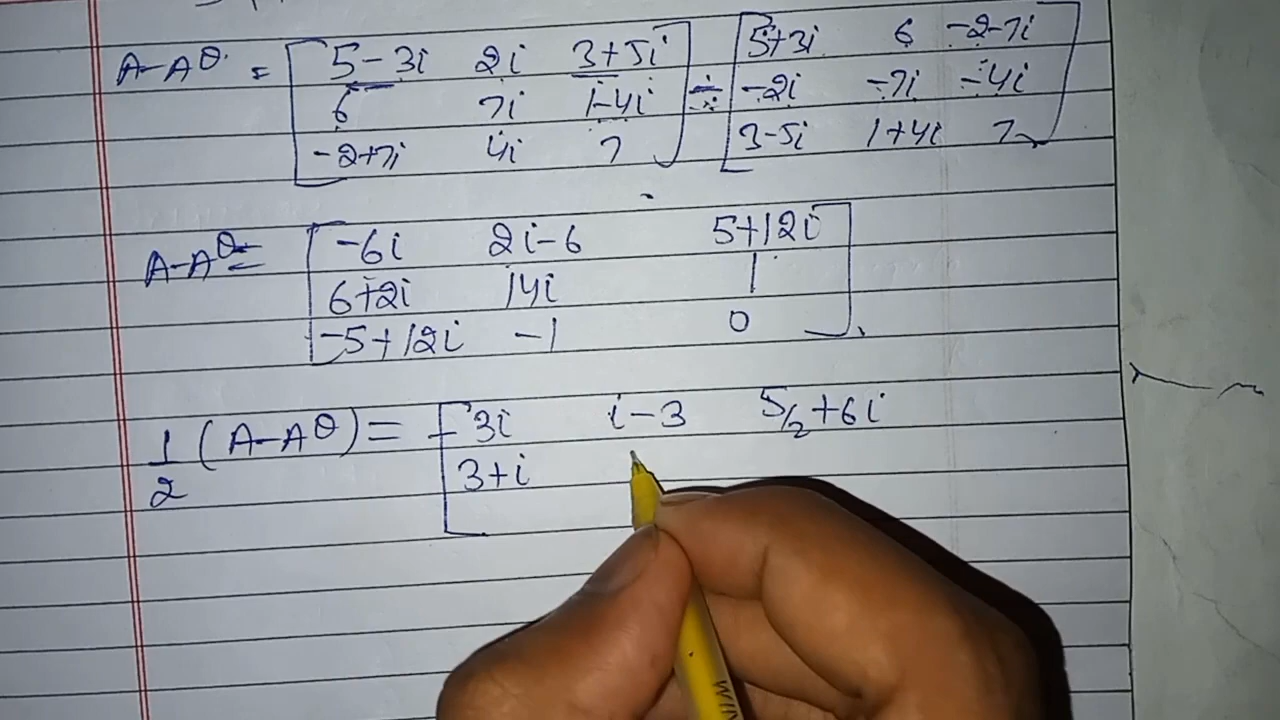 A-Aᶿ = [ 5-3i 2i 3+5i ] - [ 5+3i 6 -2-7i ]
6 7i 1-4i -2i -7i -4i
-2+7i 4i 7 3-5i 1+4i 7
A-Aᶿ = [ -6i 2i-6 5+12i ]
6+2i 14i 1
-5+12i -1 0
1/2 (A-Aᶿ) = [ -3i i-3 5/2+6i
3+i
WIN